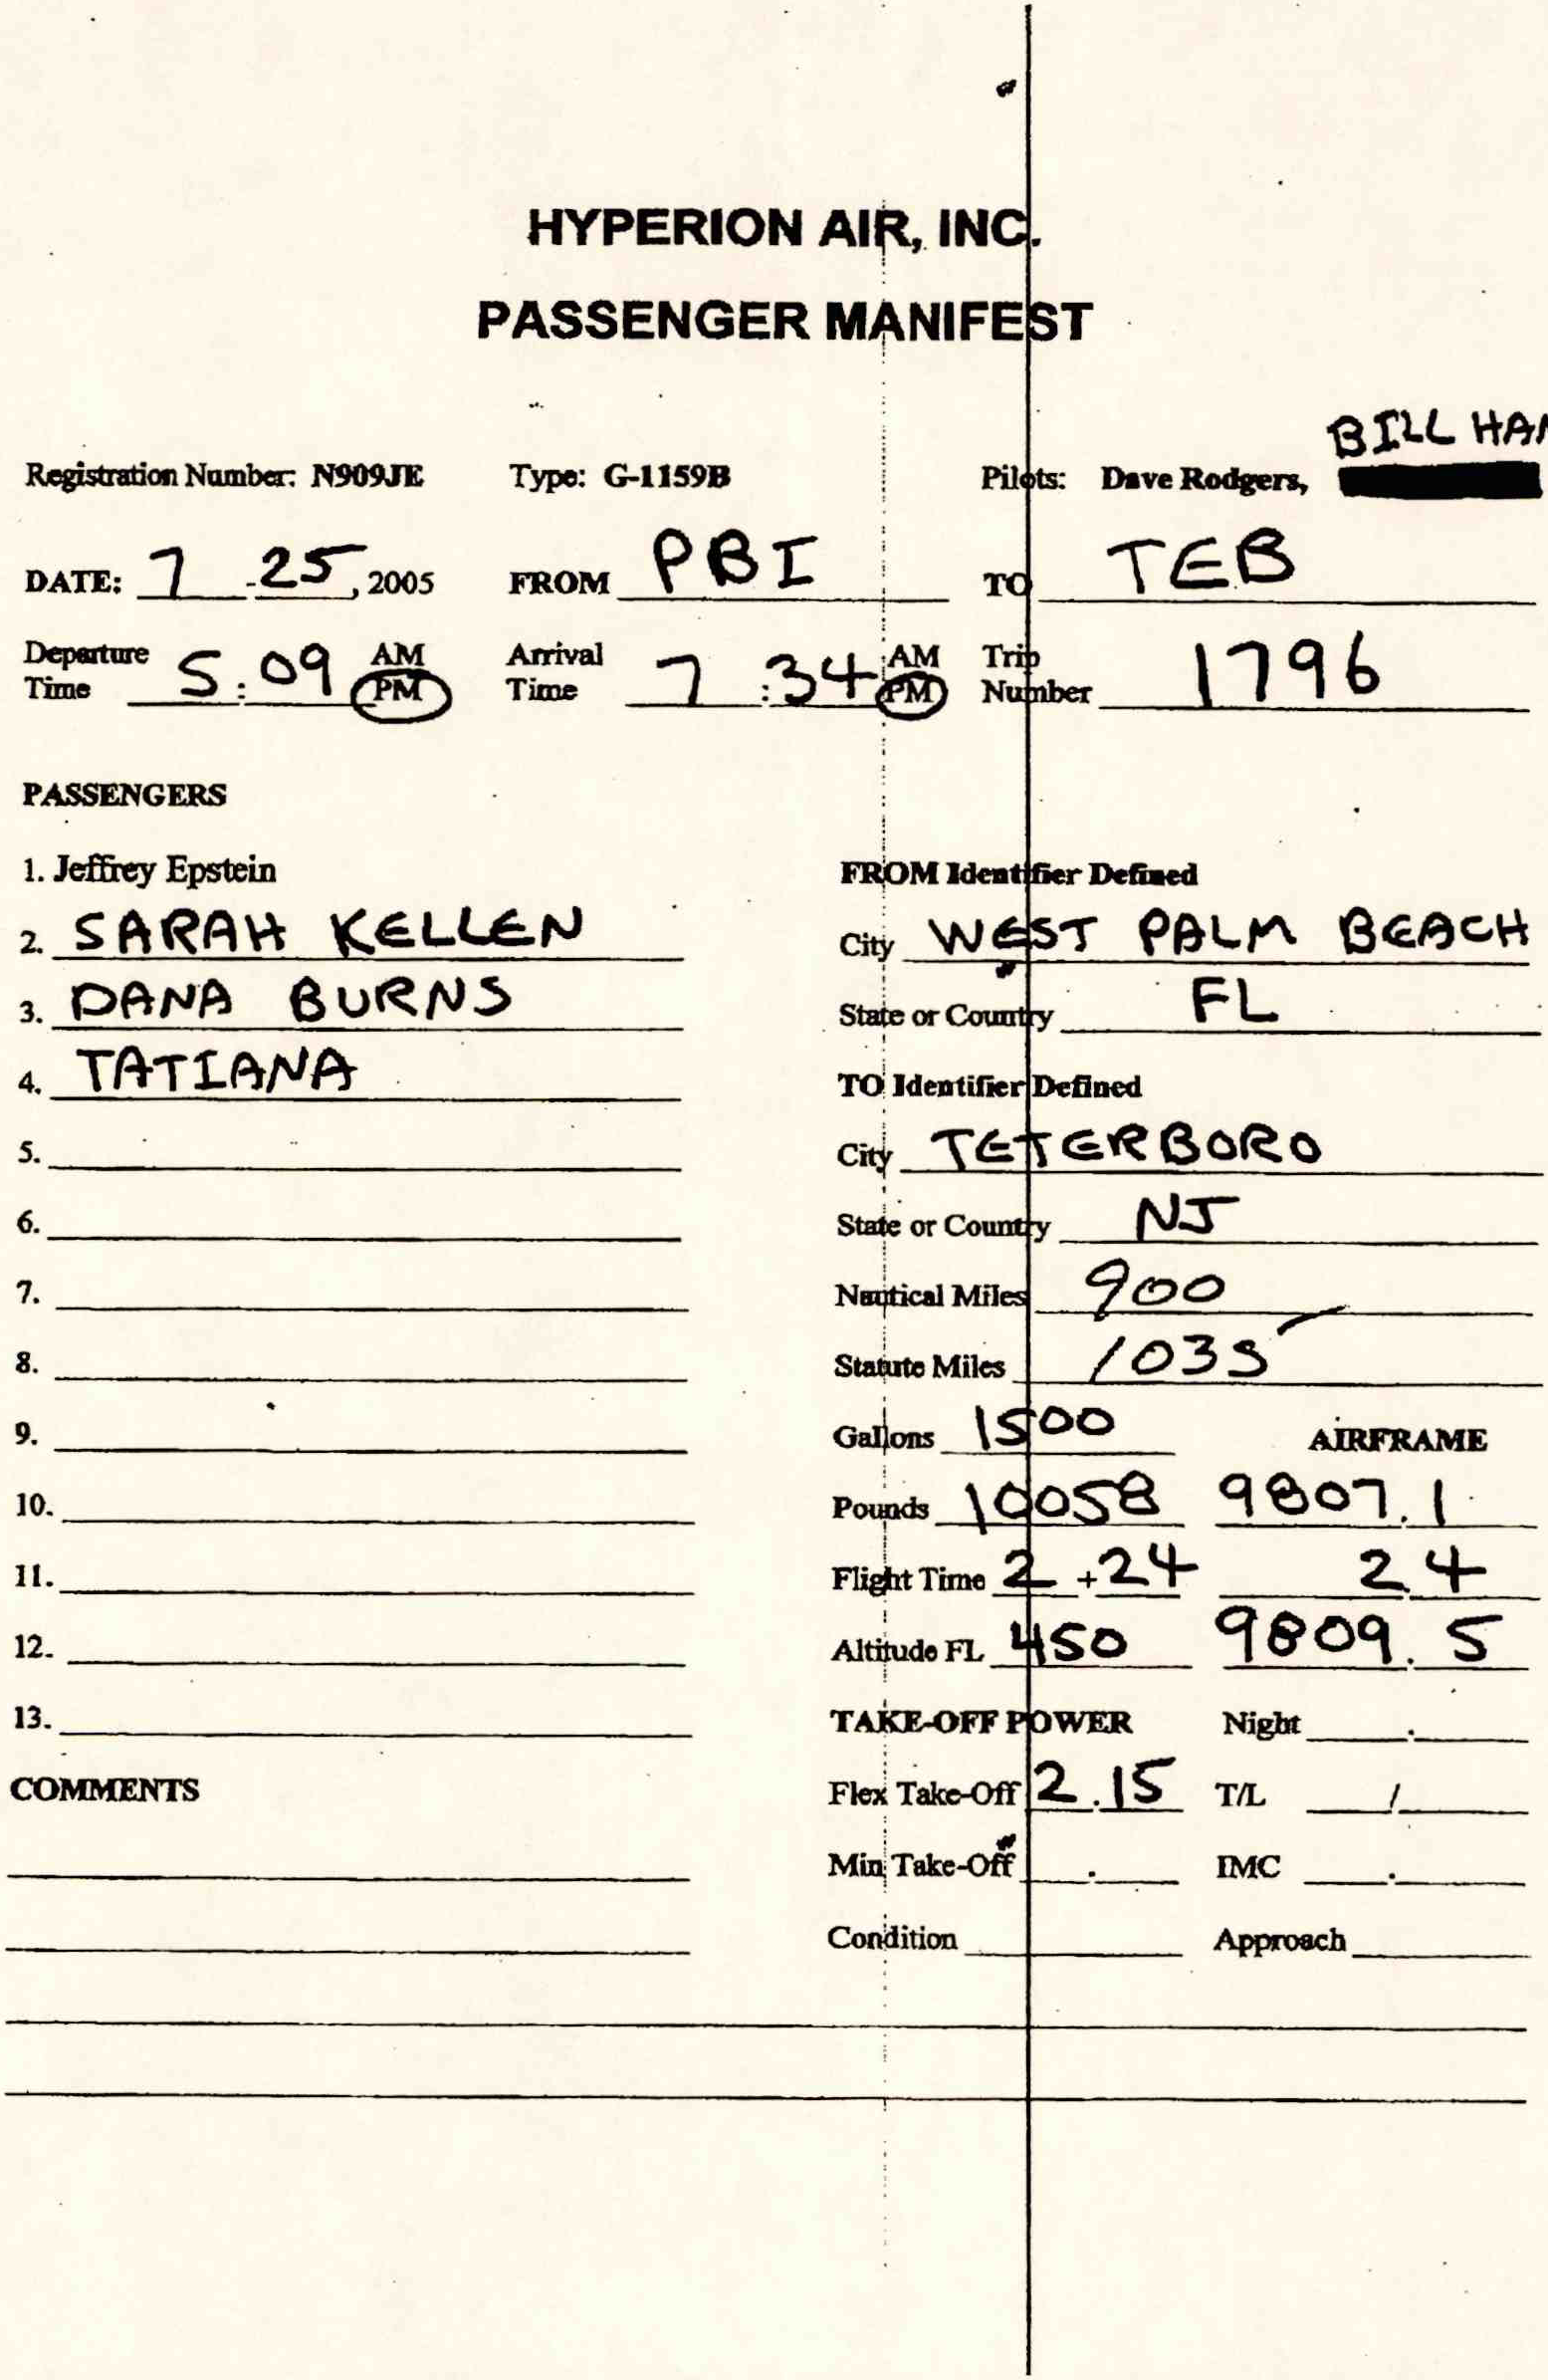 HYPERION AIR, INC.
PASSENGER MANIFEST
BILL
Registration Number: N909JE Type: G-1159B Pilots: Dave Rodgers,
DATE: 7 - 25, 2005 FROM PBI TO TEB
Departure Time 5:09 AM PM Arrival Time 7:34 AM PM Trip Number 1796
PASSENGERS
1. Jeffrey Epstein FROM Identifier Defined
2. SARAH KELLEN City WEST PALM BEACH
3. DANA BURNS State or Country FL
4. TATIANA TO Identifier Defined
5. City TETERBORO
6. State or Country NJ
7. Nautical Miles 900
8. Statute Miles 1035
9. Gallons 1500 AIRFRAME
10. Pounds 10058 9807.1
11. Flight Time 2 + 24 2.4
12. Altitude FL 450 9809.5
13. TAKE-OFF POWER Night .
COMMENTS Flex Take-Off 2.15 T/L /
Min Take-Off . IMC .
Condition Approach